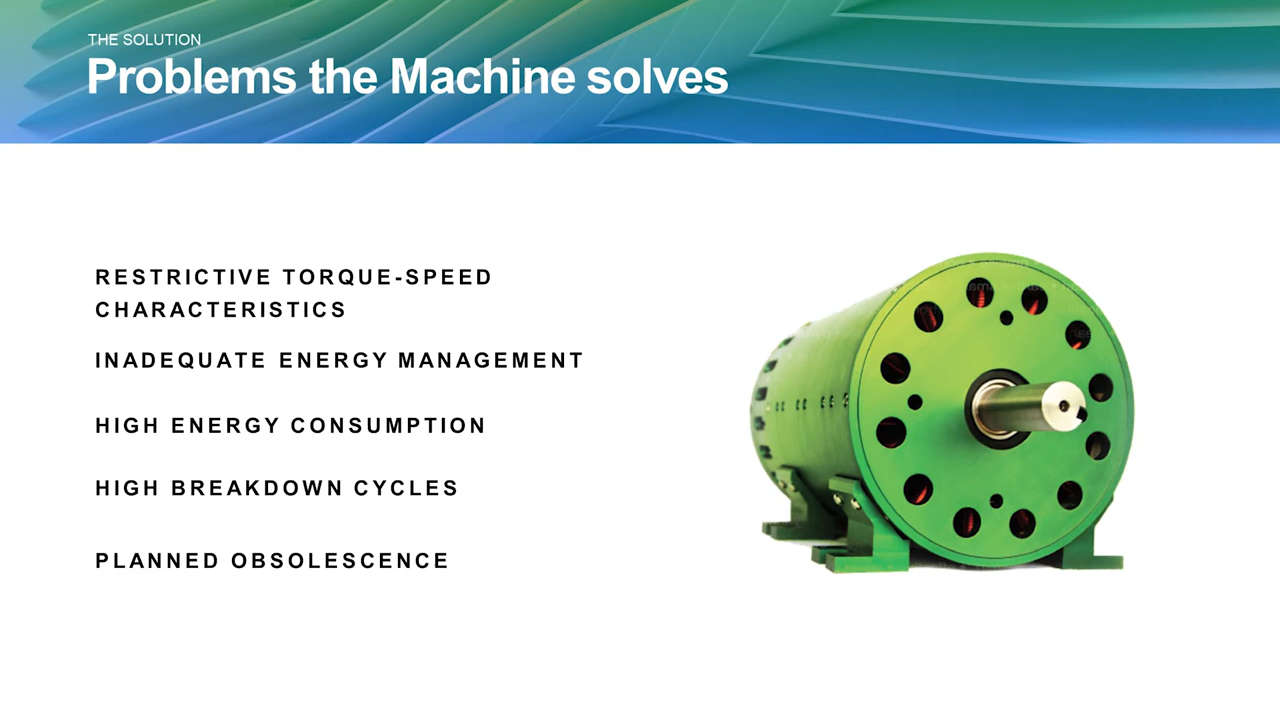 THE SOLUTION
Problems the Machine solves
RESTRICTIVE TORQUE-SPEED
CHARACTERISTICS
INADEQUATE ENERGY MANAGEMENT
HIGH ENERGY CONSUMPTION
HIGH BREAKDOWN CYCLES
PLANNED OBSOLESCENCE